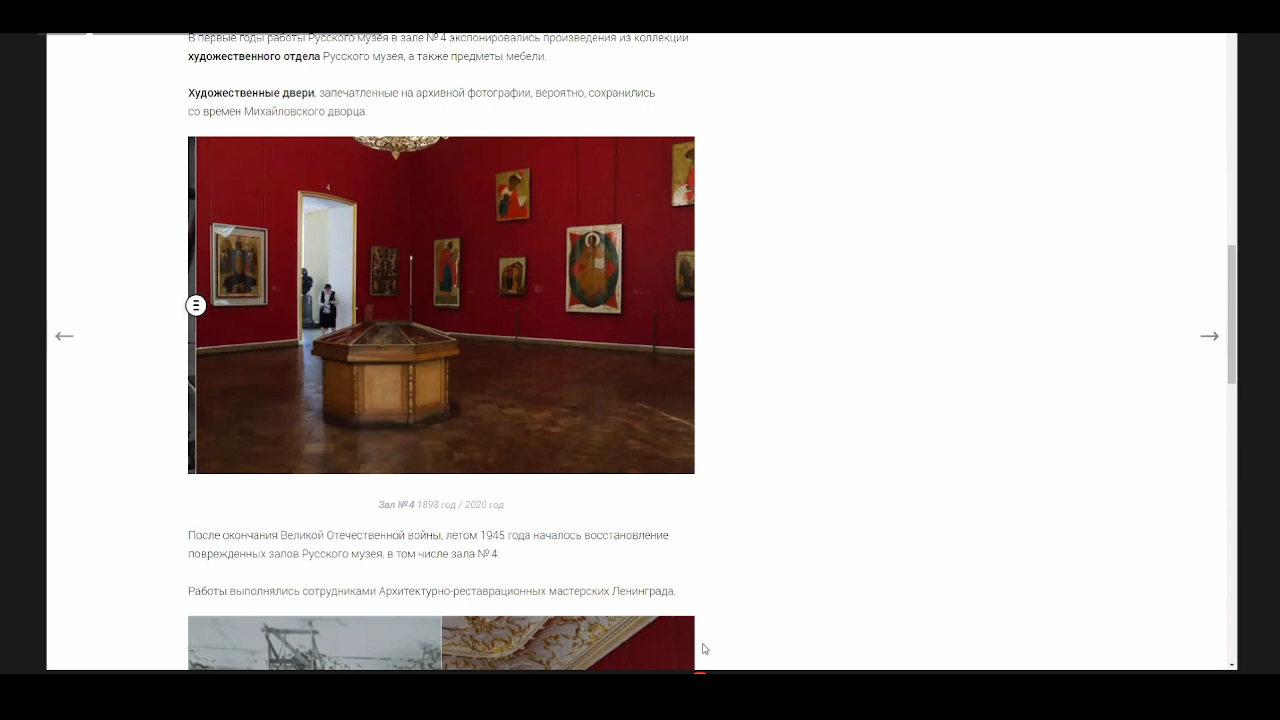 В первые годы работы Русского музея в зале № 4 экспонировались произведения из коллекции
художественного отдела Русского музея, а также предметы мебели.
Художественные двери, запечатленные на архивной фотографии, вероятно, сохранились
со времен Михайловского дворца.
4
Зал № 4 1898 год / 2020 год
После окончания Великой Отечественной войны, летом 1945 года началось восстановление
поврежденных залов Русского музея, в том числе зала № 4.
Работы выполнялись сотрудниками Архитектурно-реставрационных мастерских Ленинграда.